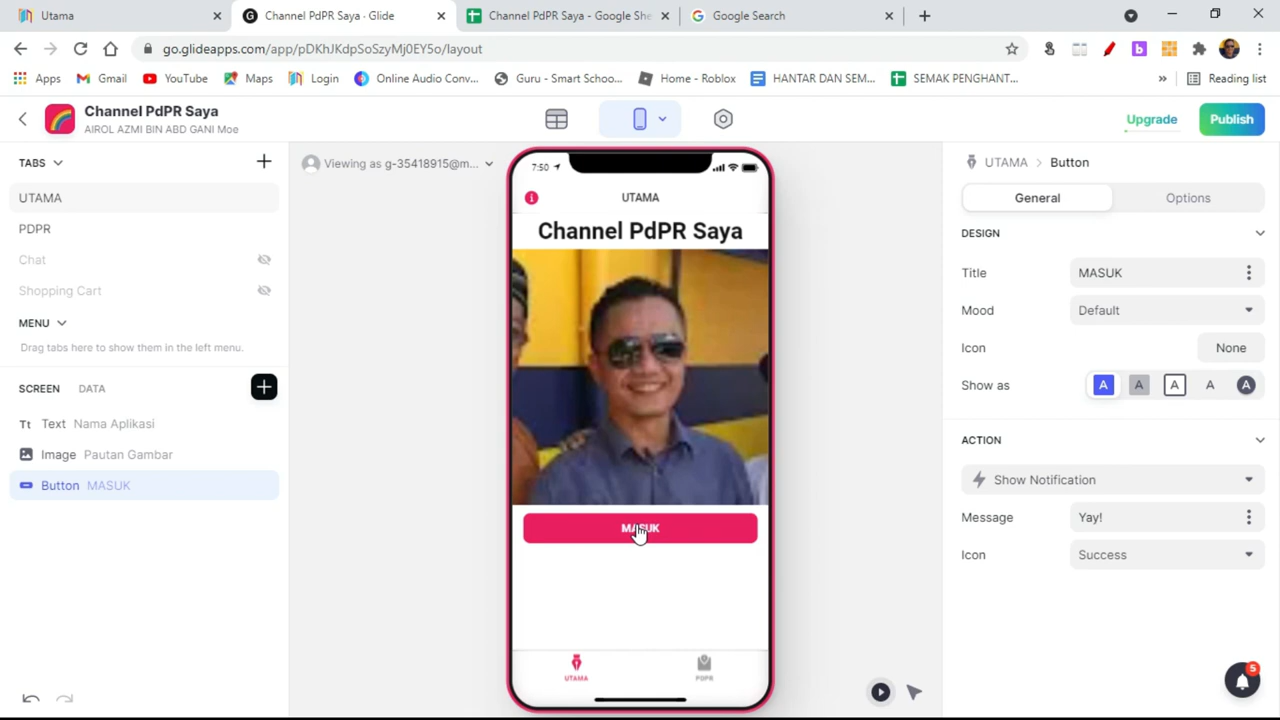 Utama
Channel PdPR Saya - Glide
Channel PdPR Saya - Google She
Google Search
go.glideapps.com/app/pDKhJKdpSoSzyMj0EY5o/layout
Apps
Gmail
YouTube
Maps
Login
Online Audio Conv...
Guru - Smart Schoo...
Home - Roblox
HANTAR DAN SEM...
SEMAK PENGHANT...
»
Reading list
Channel PdPR Saya
AIROL AZMI BIN ABD GANI Moe
Upgrade
Publish
TABS
UTAMA
PDPR
Chat
Shopping Cart
MENU
Drag tabs here to show them in the left menu.
SCREEN DATA
Tt Text Nama Aplikasi
Image Pautan Gambar
Button MASUK
Viewing as g-35418915@m...
7:50
UTAMA
Channel PdPR Saya
MASUK
UTAMA
PDPR
UTAMA > Button
General
Options
DESIGN
Title MASUK
Mood Default
Icon None
Show as A A A A A
ACTION
Show Notification
Message Yay!
Icon Success
5